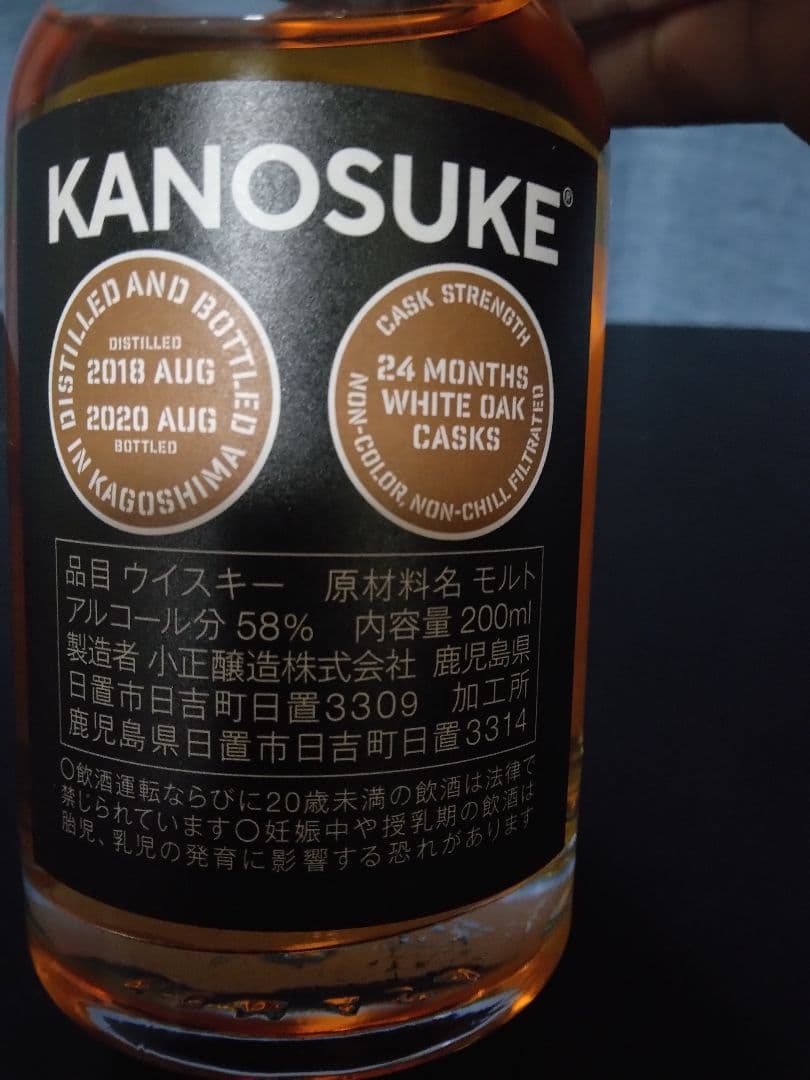 KANOSUKE®
DISTILLED AND BOTTLED
IN KAGOSHIMA
DISTILLED
2018 AUG
2020 AUG
BOTTLED
CASK STRENGTH
24 MONTHS
WHITE OAK
CASKS
NON-COLOR, NON-CHILL FILTRATED
品目 ウイスキー 原材料名 モルト
アルコール分 58% 内容量 200ml
製造者 小正醸造株式会社 鹿児島県
日置市日吉町日置3309 加工所
鹿児島県日置市日吉町日置3314
〇飲酒運転ならびに20歳未満の飲酒は法律で
禁じられています〇妊娠中や授乳期の飲酒は
胎児、乳児の発育に影響する恐れがあります